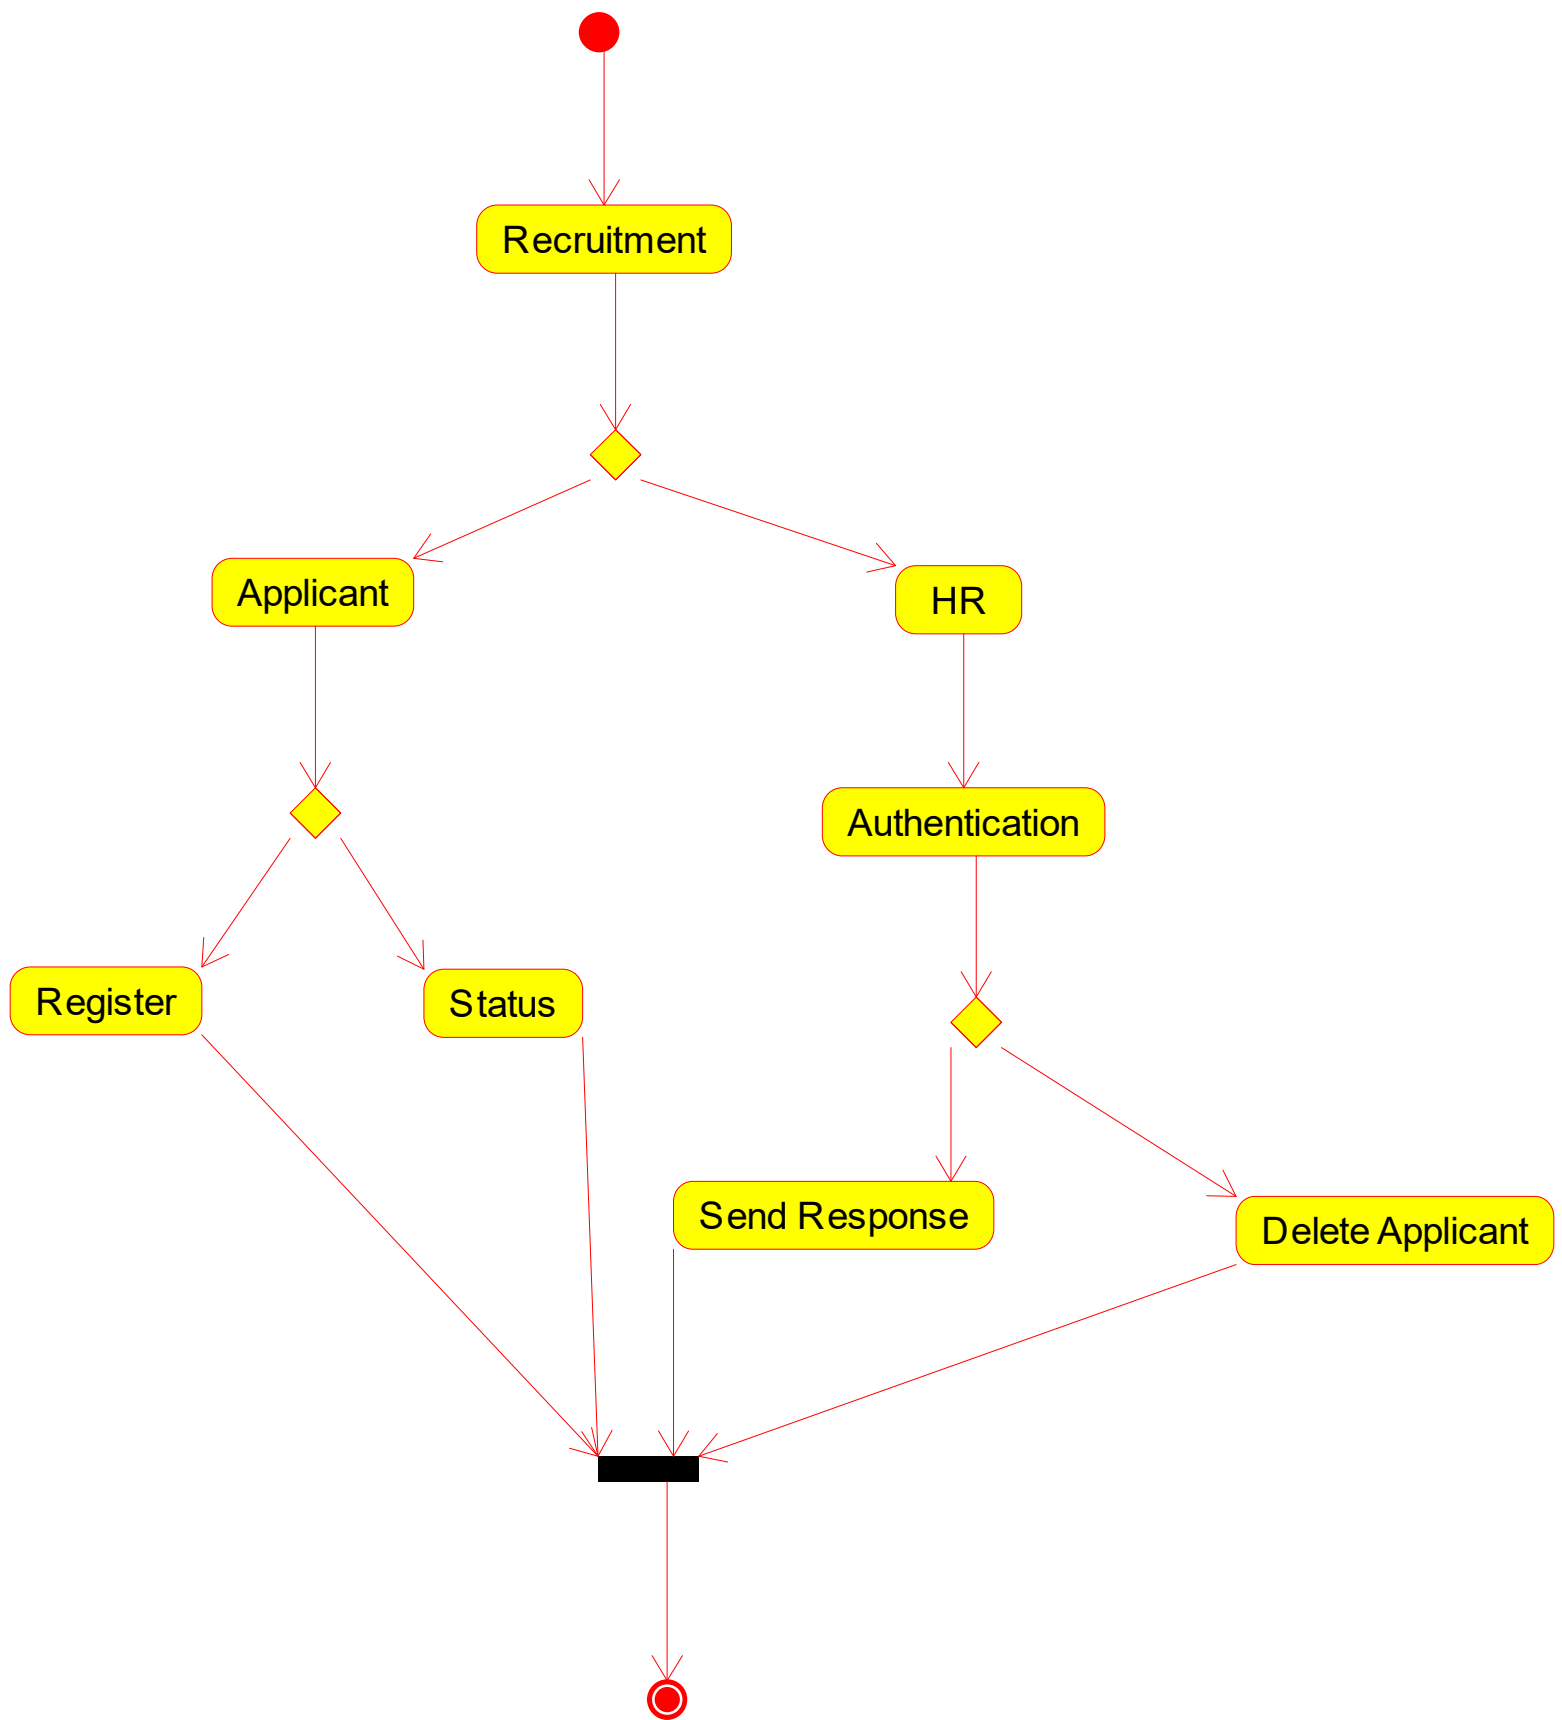 Recruitment
Applicant
HR
Authentication
Register
Status
Send Response
Delete Applicant